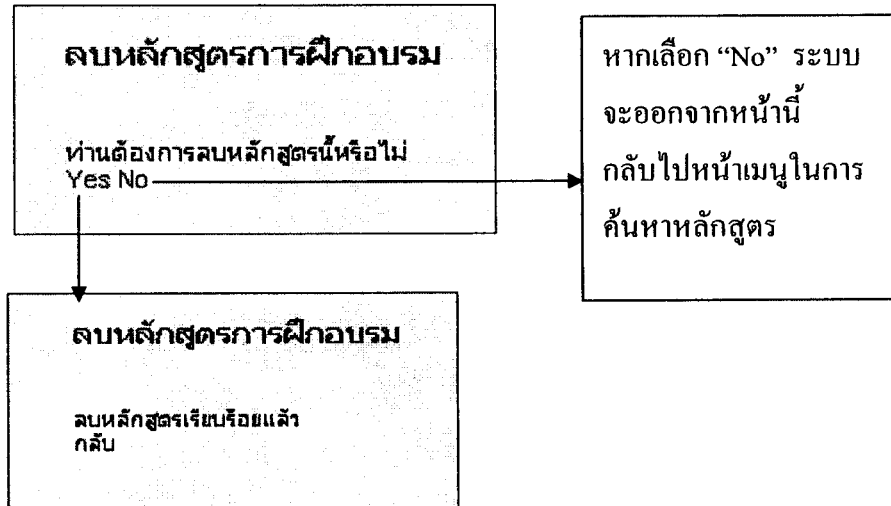 ลบหลักสูตรการฝึกอบรม
ท่านต้องการลบหลักสูตรนี้หรือไม่
Yes No
หากเลือก “No” ระบบ
จะออกจากหน้านี้
กลับไปหน้าเมนูในการ
ค้นหาหลักสูตร
ลบหลักสูตรการฝึกอบรม
ลบหลักสูตรเรียบร้อยแล้ว
กลับ